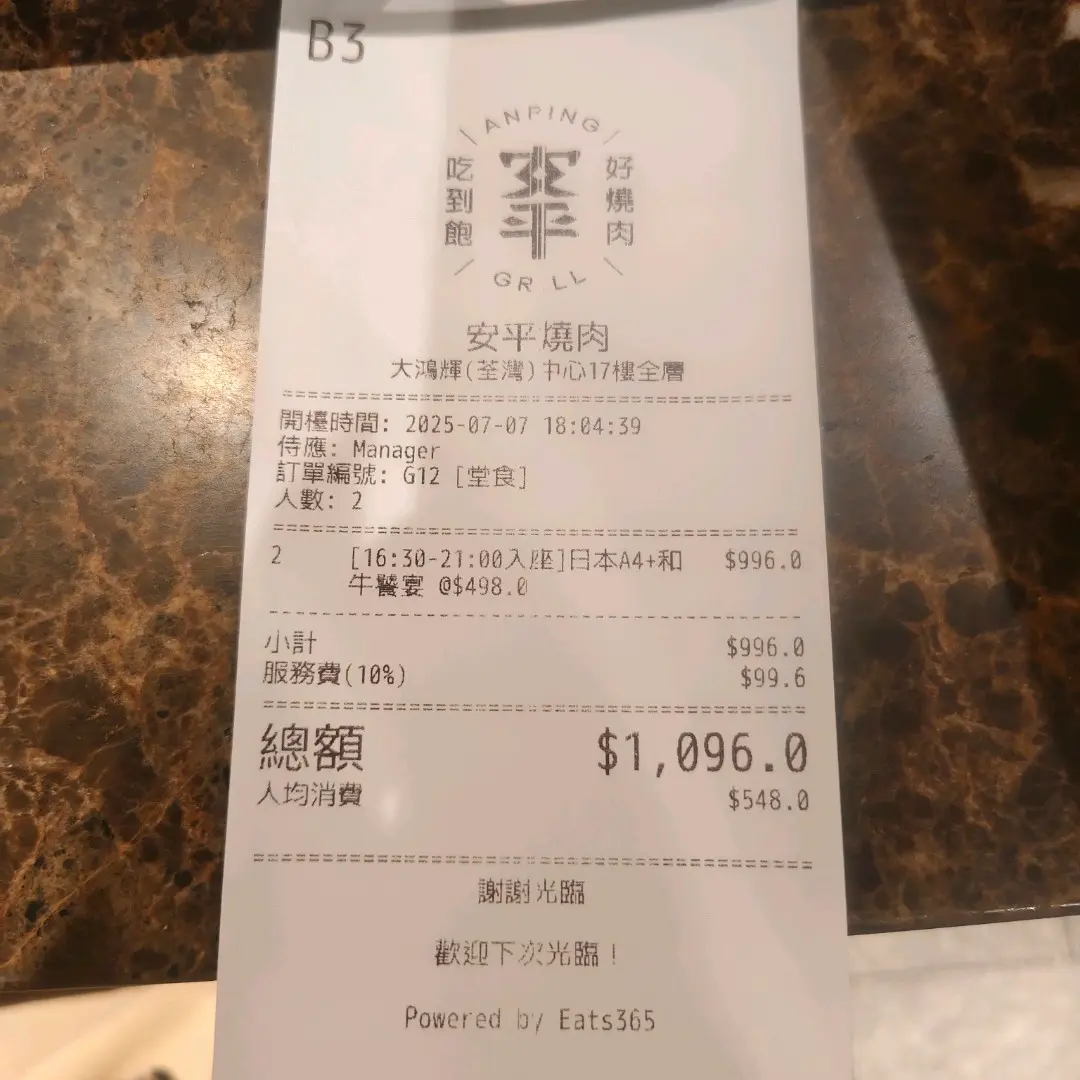 B3
ANPING
吃到飽
安平
好燒肉
GRILL
安平燒肉
大鴻輝(荃灣)中心17樓全層
開檯時間: 2025-07-07 18:04:39
侍應: Manager
訂單編號: G12 [堂食]
人數: 2
2 [16:30-21:00入座]日本A4+和 $996.0
牛饗宴 @$498.0
小計 $996.0
服務費(10%) $99.6
總額 $1,096.0
人均消費 $548.0
謝謝光臨
歡迎下次光臨！
Powered by Eats365